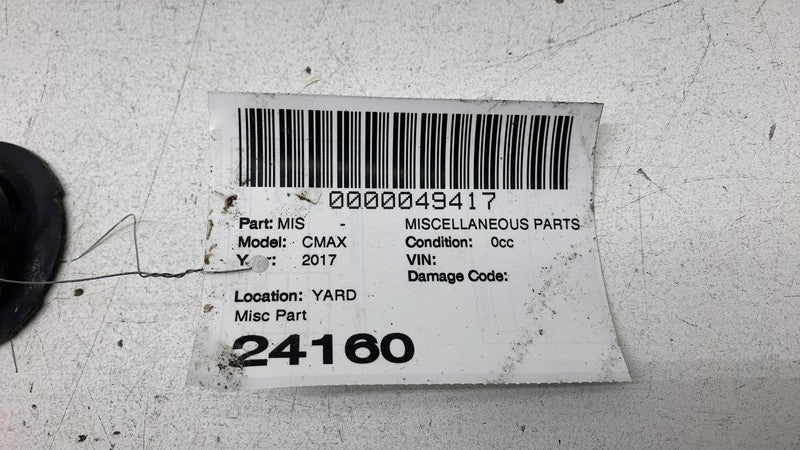 0000049417
Part: MIS - MISCELLANEOUS PARTS
Model: CMAX Condition: 0cc
2017 VIN:
Damage Code:
Location: YARD
Misc Part
24160